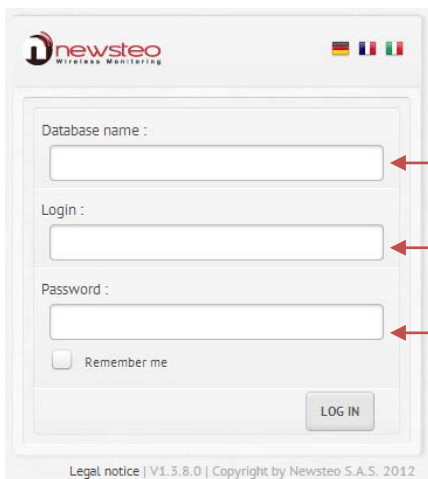 newsteo
Wireless Monitoring
Database name :
Login :
Password :
Remember me
LOG IN
Legal notice | V1.3.8.0 | Copyright by Newsteo S.A.S. 2012